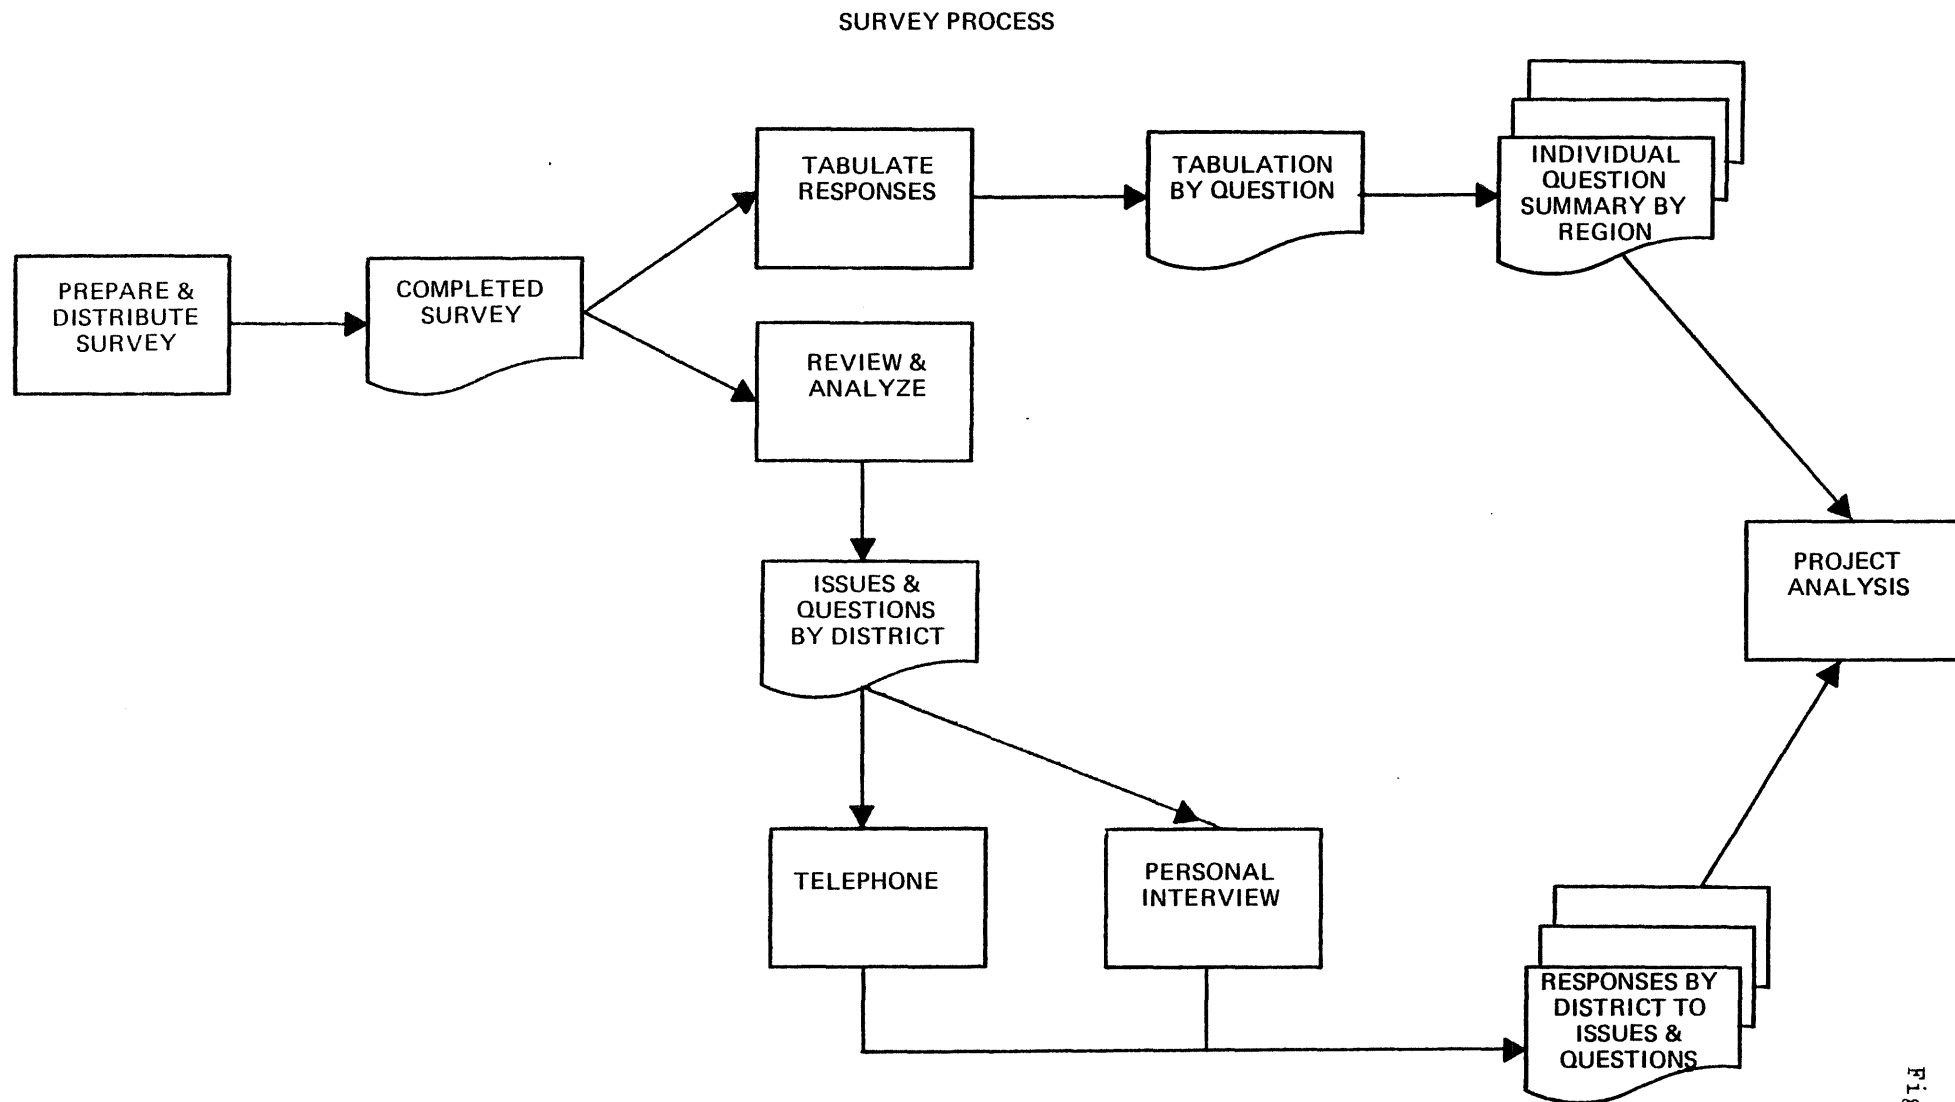 SURVEY PROCESS
PREPARE &
DISTRIBUTE
SURVEY
COMPLETED
SURVEY
TABULATE
RESPONSES
TABULATION
BY QUESTION
INDIVIDUAL
QUESTION
SUMMARY BY
REGION
REVIEW &
ANALYZE
ISSUES &
QUESTIONS
BY DISTRICT
TELEPHONE
PERSONAL
INTERVIEW
RESPONSES BY
DISTRICT TO
ISSUES &
QUESTIONS
PROJECT
ANALYSIS